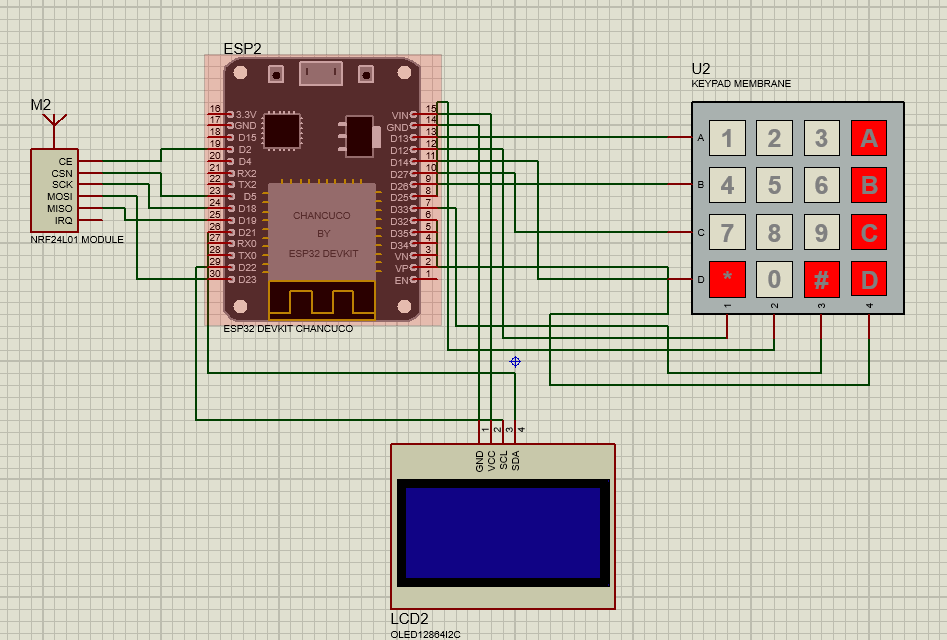 ESP2
M2
CE
CSN
SCK
MOSI
MISO
IRQ
NRF24L01 MODULE
16 3.3V
17 GND
18 D15
19 D2
20 D4
21 RX2
22 TX2
23 D5
24 D18
25 D19
26 D21
27 RX0
28 TX0
29 D22
30 D23
VIN 15
GND 14
D13 13
D12 12
D14 11
D27 10
D26 9
D25 8
D33 7
D32 6
D35 5
D34 4
VN 3
VP 2
EN 1
CHANCUCO
BY
ESP32 DEVKIT
ESP32 DEVKIT CHANCUCO
U2
KEYPAD MEMBRANE
A 1 2 3 A
B 4 5 6 B
C 7 8 9 C
D * 0 # D
1 2 3 4
1 2 3 4
GND VCC SCL SDA
LCD2
OLED12864I2C